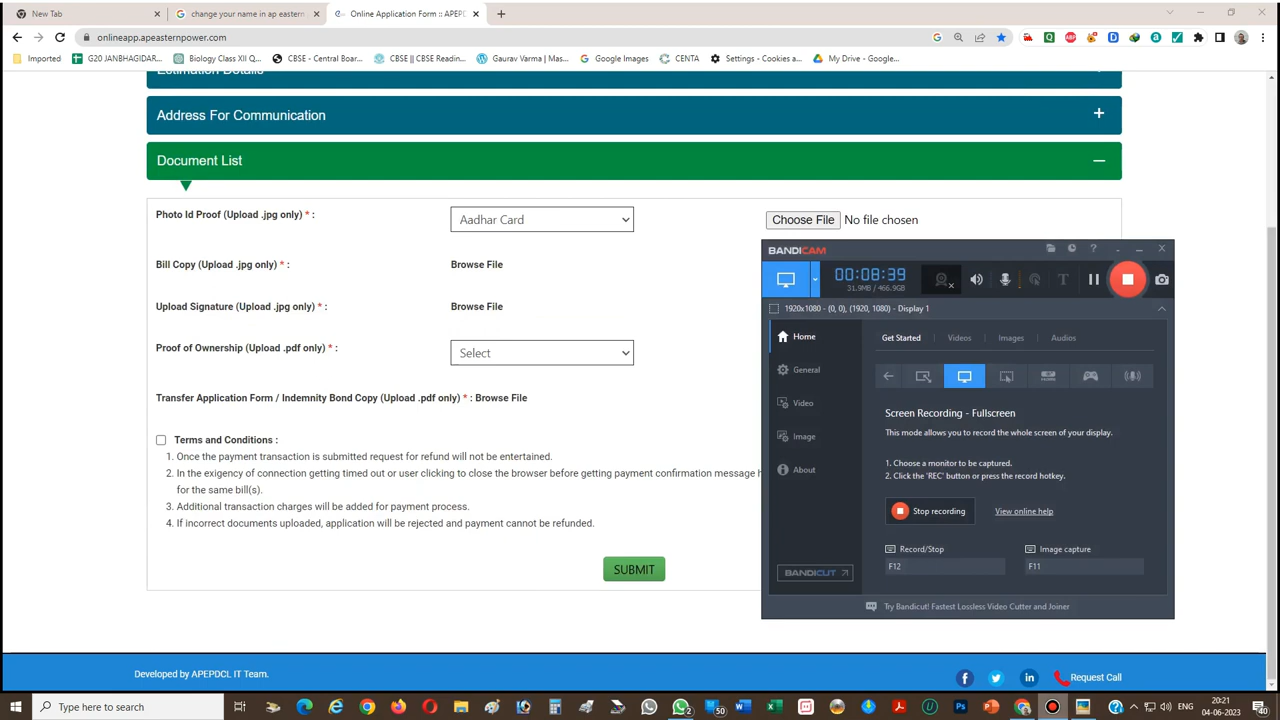 New Tab
change your name in ap eastern
Online Application Form :: APEPD
onlineapp.apeasternpower.com
Imported
G20 JANBHAGIDAR...
Biology Class XII Q...
CBSE - Central Boar...
CBSE || CBSE Readin...
Gaurav Varma | Mas...
Google Images
CENTA
Settings - Cookies a...
My Drive - Google...
Estimation Details
Address For Communication
Document List
Photo Id Proof (Upload .jpg only) * :
Aadhar Card
Choose File No file chosen
Bill Copy (Upload .jpg only) * :
Browse File
Upload Signature (Upload .jpg only) * :
Browse File
Proof of Ownership (Upload .pdf only) * :
Select
Transfer Application Form / Indemnity Bond Copy (Upload .pdf only) * : Browse File
Terms and Conditions :
1. Once the payment transaction is submitted request for refund will not be entertained.
2. In the exigency of connection getting timed out or user clicking to close the browser before getting payment confirmation message
for the same bill(s).
3. Additional transaction charges will be added for payment process.
4. If incorrect documents uploaded, application will be rejected and payment cannot be refunded.
SUBMIT
BANDICAM
00:08:39
31.9MB / 466.9GB
1920x1080 - (0, 0), (1920, 1080) - Display 1
Home
General
Video
Image
About
BANDICUT
Get Started
Videos
Images
Audios
HDMI
Screen Recording - Fullscreen
This mode allows you to record the whole screen of your display.
1. Choose a monitor to be captured.
2. Click the 'REC' button or press the record hotkey.
Stop recording
View online help
Record/Stop
Image capture
F12
F11
Try Bandicut! Fastest Lossless Video Cutter and Joiner
Developed by APEPDCL IT Team.
Request Call
Type here to search
2
50
ENG
20:21
04-06-2023
40